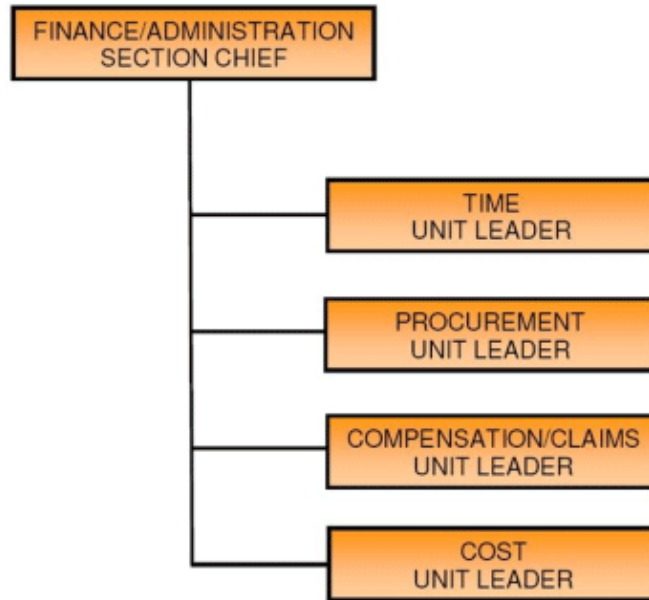 FINANCE/ADMINISTRATION
SECTION CHIEF
TIME
UNIT LEADER
PROCUREMENT
UNIT LEADER
COMPENSATION/CLAIMS
UNIT LEADER
COST
UNIT LEADER